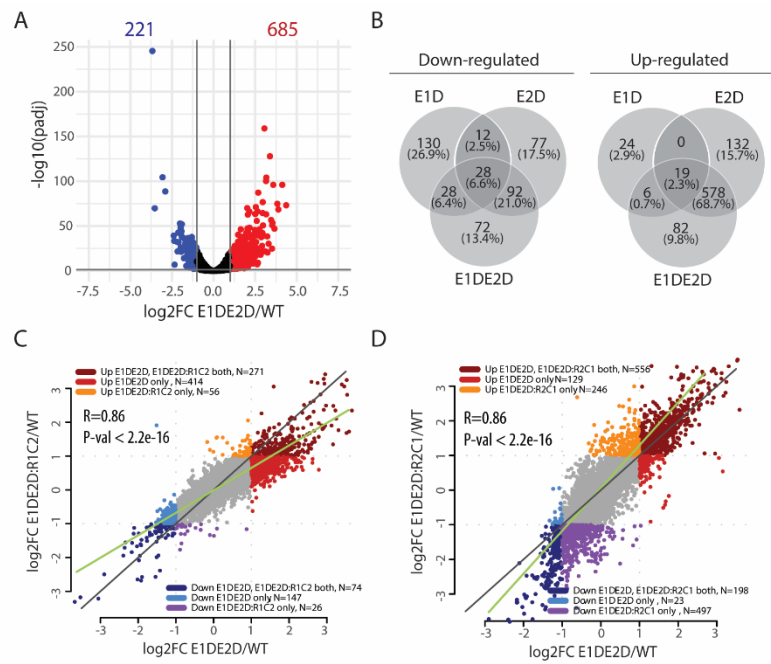 A
221
685
-log10(padj)
250
200
150
100
50
0
-7.5
-5.0
-2.5
0.0
2.5
5.0
7.5
log2FC E1DE2D/WT
B
Down-regulated
E1D
E2D
130
(26.9%)
12
(2.5%)
77
(17.5%)
28
(6.6%)
28
(6.4%)
92
(21.0%)
72
(13.4%)
E1DE2D
Up-regulated
E1D
E2D
24
(2.9%)
0
132
(15.7%)
19
(2.3%)
6
(0.7%)
578
(68.7%)
82
(9.8%)
E1DE2D
C
Up E1DE2D, E1DE2D:R1C2 both, N=271
Up E1DE2D only , N=414
Up E1DE2D:R1C2 only, N=56
R=0.86
P-val < 2.2e-16
log2FC E1DE2D:R1C2/WT
3
2
1
0
-1
-2
-3
Down E1DE2D, E1DE2D:R1C2 both, N=74
Down E1DE2D only, N=147
Down E1DE2D:R1C2 only, N=26
-3
-2
-1
0
1
2
3
log2FC E1DE2D/WT
D
Up E1DE2D, E1DE2D:R2C1 both, N=556
Up E1DE2D onlyN=129
Up E1DE2D:R2C1 onlyN=246
R=0.86
P-val < 2.2e-16
log2FC E1DE2D:R2C1/WT
3
2
1
0
-1
-2
-3
Down E1DE2D, E1DE2D:R2C1 both, N=198
Down E1DE2D only , N=23
Down E1DE2D:R2C1 only, N=497
-3
-2
-1
0
1
2
3
log2FC E1DE2D/WT